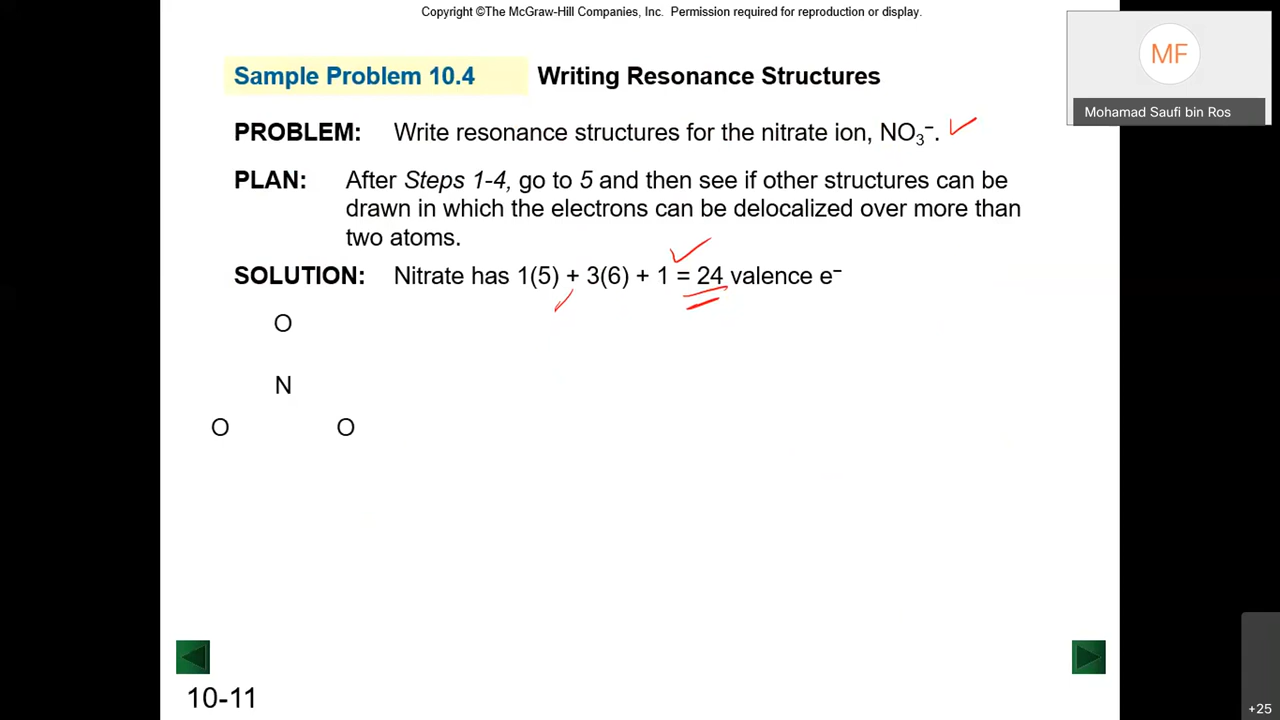 Copyright ©The McGraw-Hill Companies, Inc. Permission required for reproduction or display.
MF
Mohamad Saufi bin Ros
Sample Problem 10.4 Writing Resonance Structures
PROBLEM: Write resonance structures for the nitrate ion, NO₃⁻.
PLAN: After Steps 1-4, go to 5 and then see if other structures can be
drawn in which the electrons can be delocalized over more than
two atoms.
SOLUTION: Nitrate has 1(5) + 3(6) + 1 = 24 valence e⁻
O
N
O O
10-11
+25